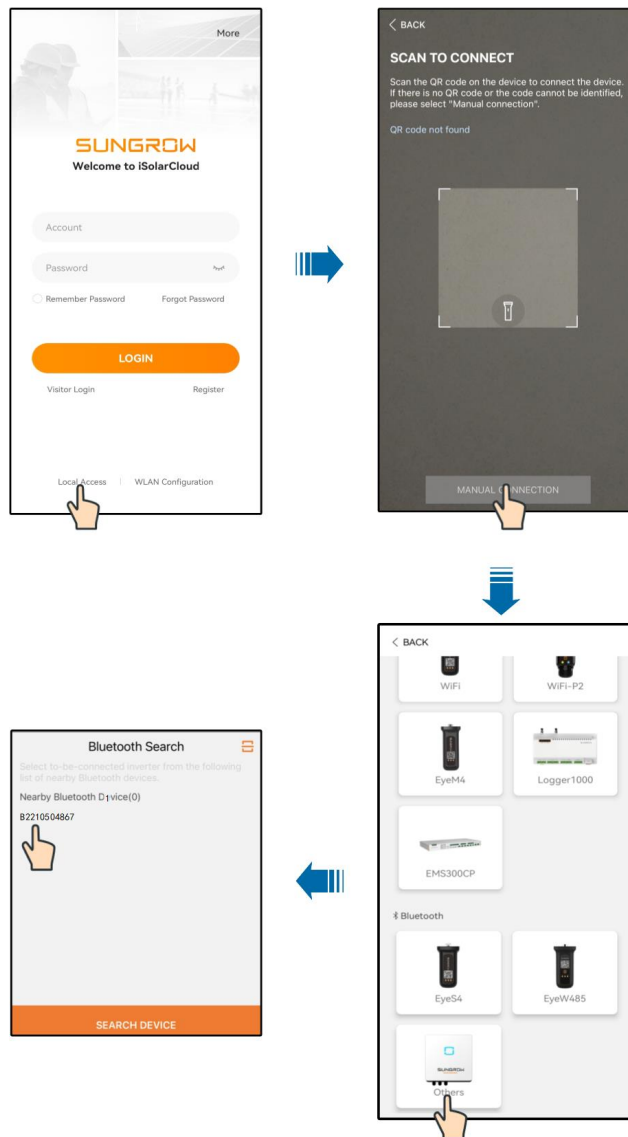 More
SUNGROW
Welcome to iSolarCloud
Account
Password
Remember Password Forgot Password
LOGIN
Visitor Login Register
Local Access | WLAN Configuration
< BACK
SCAN TO CONNECT
Scan the QR code on the device to connect the device.
If there is no QR code or the code cannot be identified,
please select "Manual connection".
QR code not found
MANUAL CONNECTION
< BACK
WiFi WiFi-P2
EyeM4 Logger1000
EMS300CP
Bluetooth
EyeS4 EyeW485
SUNGROW
Others
Bluetooth Search
Select to-be-connected inverter from the following
list of nearby Bluetooth devices.
Nearby Bluetooth D1vice(0)
B2210504867
SEARCH DEVICE